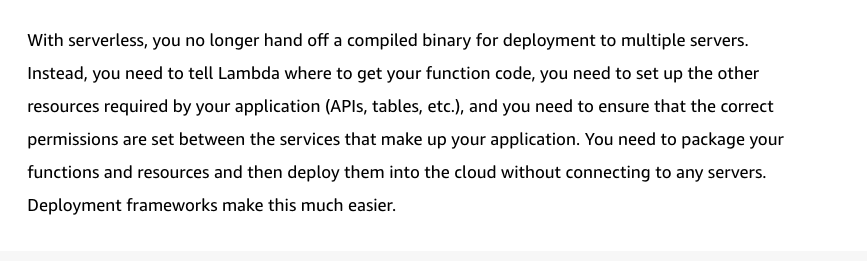 With serverless, you no longer hand off a compiled binary for deployment to multiple servers.
Instead, you need to tell Lambda where to get your function code, you need to set up the other
resources required by your application (APIs, tables, etc.), and you need to ensure that the correct
permissions are set between the services that make up your application. You need to package your
functions and resources and then deploy them into the cloud without connecting to any servers.
Deployment frameworks make this much easier.